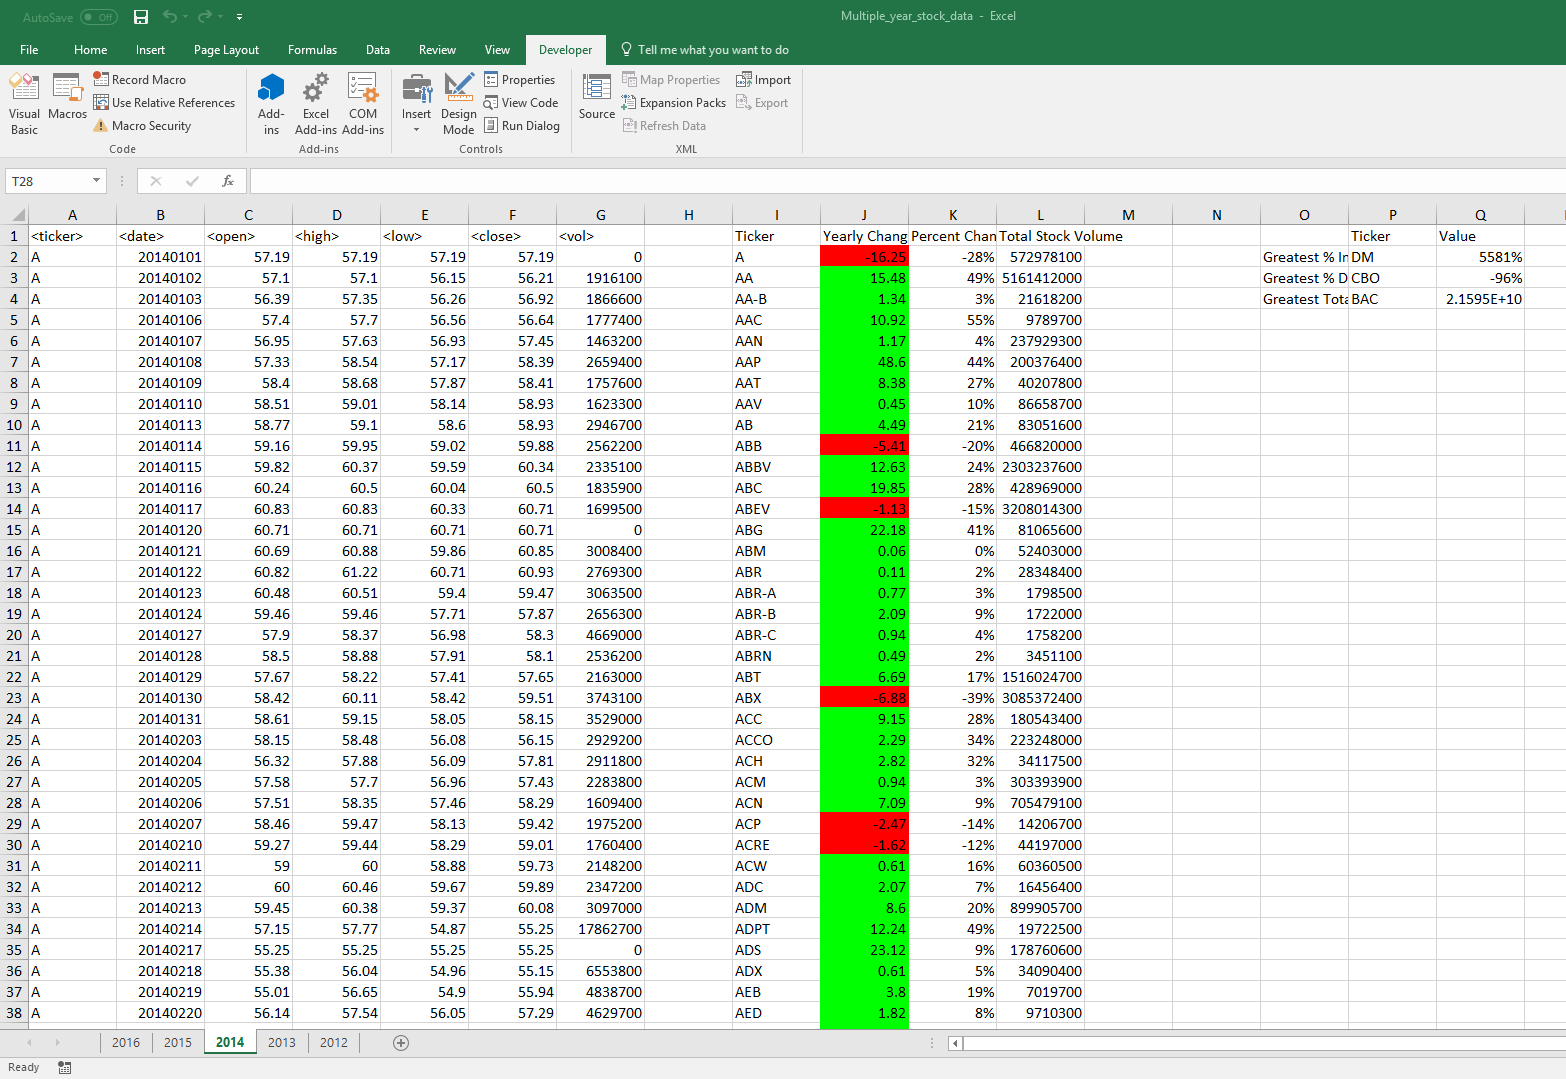 AutoSave Off Multiple_year_stock_data - Excel
File Home Insert Page Layout Formulas Data Review View Developer Tell me what you want to do
Visual Basic
Macros
Record Macro
Use Relative References
Macro Security
Code
Add-ins
Excel Add-ins
COM Add-ins
Add-ins
Insert
Design Mode
Properties
View Code
Run Dialog
Controls
Source
Map Properties
Expansion Packs
Refresh Data
Import
Export
XML
T28 fx
A B C D E F G H I J K L M N O P Q
1 <ticker> <date> <open> <high> <low> <close> <vol> Ticker Yearly Chang Percent Chan Total Stock Volume Ticker Value
2 A 20140101 57.19 57.19 57.19 57.19 0 A -16.25 -28% 572978100 Greatest % In DM 5581%
3 A 20140102 57.1 57.1 56.15 56.21 1916100 AA 15.48 49% 5161412000 Greatest % D CBO -96%
4 A 20140103 56.39 57.35 56.26 56.92 1866600 AA-B 1.34 3% 21618200 Greatest Tota BAC 2.1595E+10
5 A 20140106 57.4 57.7 56.56 56.64 1777400 AAC 10.92 55% 9789700
6 A 20140107 56.95 57.63 56.93 57.45 1463200 AAN 1.17 4% 237929300
7 A 20140108 57.33 58.54 57.17 58.39 2659400 AAP 48.6 44% 200376400
8 A 20140109 58.4 58.68 57.87 58.41 1757600 AAT 8.38 27% 40207800
9 A 20140110 58.51 59.01 58.14 58.93 1623300 AAV 0.45 10% 86658700
10 A 20140113 58.77 59.1 58.6 58.93 2946700 AB 4.49 21% 83051600
11 A 20140114 59.16 59.95 59.02 59.88 2562200 ABB -5.41 -20% 466820000
12 A 20140115 59.82 60.37 59.59 60.34 2335100 ABBV 12.63 24% 2303237600
13 A 20140116 60.24 60.5 60.04 60.5 1835900 ABC 19.85 28% 428969000
14 A 20140117 60.83 60.83 60.33 60.71 1699500 ABEV -1.13 -15% 3208014300
15 A 20140120 60.71 60.71 60.71 60.71 0 ABG 22.18 41% 81065600
16 A 20140121 60.69 60.88 59.86 60.85 3008400 ABM 0.06 0% 52403000
17 A 20140122 60.82 61.22 60.71 60.93 2769300 ABR 0.11 2% 28348400
18 A 20140123 60.48 60.51 59.4 59.47 3063500 ABR-A 0.77 3% 1798500
19 A 20140124 59.46 59.46 57.71 57.87 2656300 ABR-B 2.09 9% 1722000
20 A 20140127 57.9 58.37 56.98 58.3 4669000 ABR-C 0.94 4% 1758200
21 A 20140128 58.5 58.88 57.91 58.1 2536200 ABRN 0.49 2% 3451100
22 A 20140129 57.67 58.22 57.41 57.65 2163000 ABT 6.69 17% 1516024700
23 A 20140130 58.42 60.11 58.42 59.51 3743100 ABX -6.88 -39% 3085372400
24 A 20140131 58.61 59.15 58.05 58.15 3529000 ACC 9.15 28% 180543400
25 A 20140203 58.15 58.48 56.08 56.15 2929200 ACCO 2.29 34% 223248000
26 A 20140204 56.32 57.88 56.09 57.81 2911800 ACH 2.82 32% 34117500
27 A 20140205 57.58 57.7 56.96 57.43 2283800 ACM 0.94 3% 303393900
28 A 20140206 57.51 58.35 57.46 58.29 1609400 ACN 7.09 9% 705479100
29 A 20140207 58.46 59.47 58.13 59.42 1975200 ACP -2.47 -14% 14206700
30 A 20140210 59.27 59.44 58.29 59.01 1760400 ACRE -1.62 -12% 44197000
31 A 20140211 59 60 58.88 59.73 2148200 ACW 0.61 16% 60360500
32 A 20140212 60 60.46 59.67 59.89 2347200 ADC 2.07 7% 16456400
33 A 20140213 59.45 60.38 59.37 60.08 3097000 ADM 8.6 20% 899905700
34 A 20140214 57.15 57.77 54.87 55.25 17862700 ADPT 12.24 49% 19722500
35 A 20140217 55.25 55.25 55.25 55.25 0 ADS 23.12 9% 178760600
36 A 20140218 55.38 56.04 54.96 55.15 6553800 ADX 0.61 5% 34090400
37 A 20140219 55.01 56.65 54.9 55.94 4838700 AEB 3.8 19% 7019700
38 A 20140220 56.14 57.54 56.05 57.29 4629700 AED 1.82 8% 9710300
2016 2015 2014 2013 2012
Ready